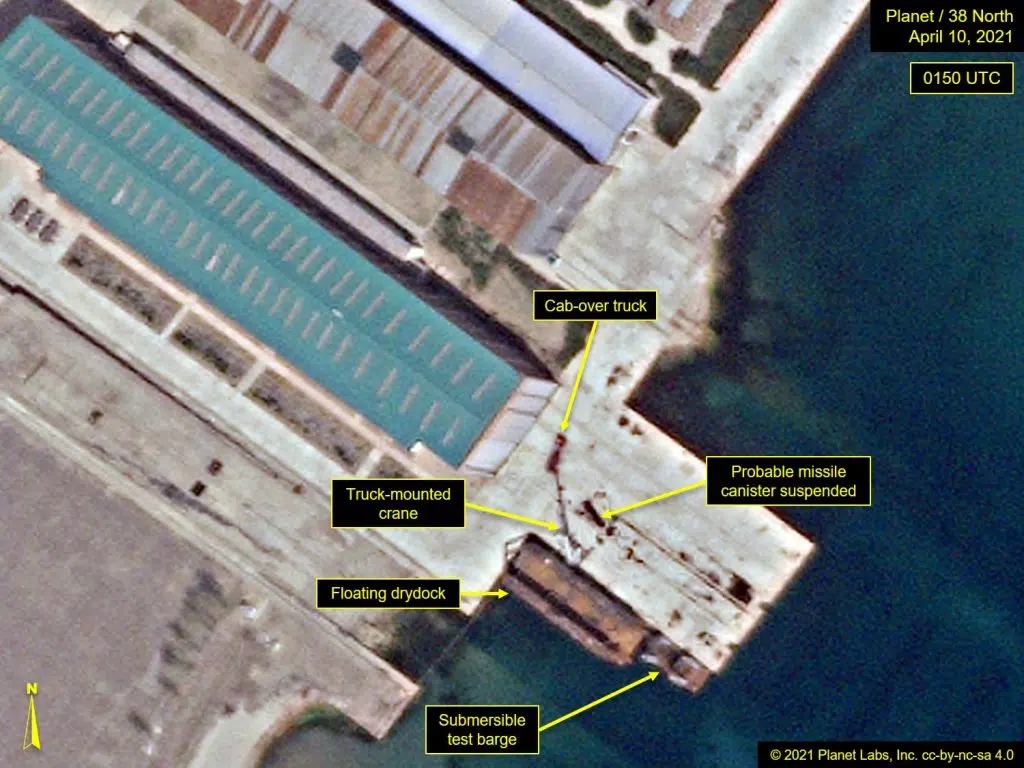 Planet / 38 North
April 10, 2021
0150 UTC
Cab-over truck
Probable missile
canister suspended
Truck-mounted
crane
Floating drydock
Submersible
test barge
N
© 2021 Planet Labs, Inc. cc-by-nc-sa 4.0